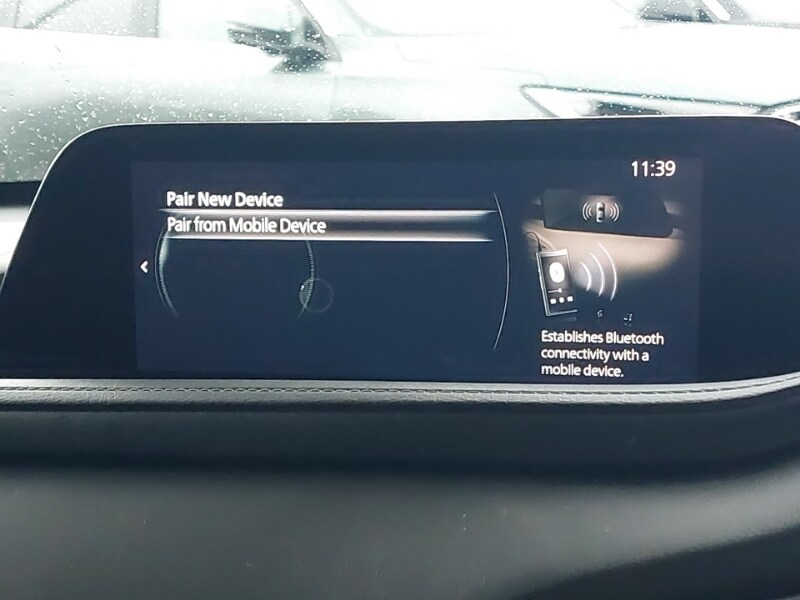 11:39
Pair New Device
Pair from Mobile Device
Establishes Bluetooth
connectivity with a
mobile device.